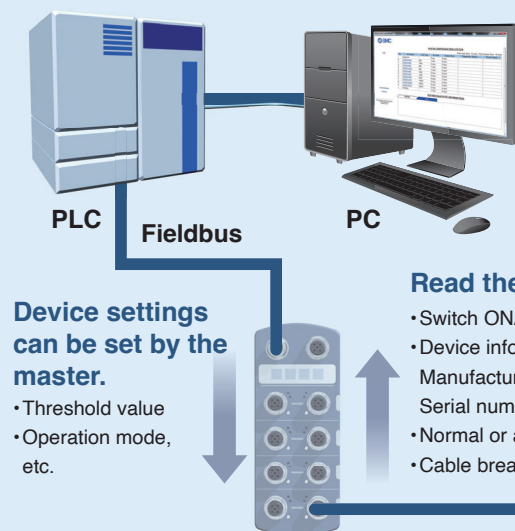 SMC
PLC
Fieldbus
PC
Device settings
can be set by the
master.
・Threshold value
・Operation mode,
etc.
Read the
・Switch ON
・Device info
Manufactur
Serial num
・Normal or a
・Cable brea